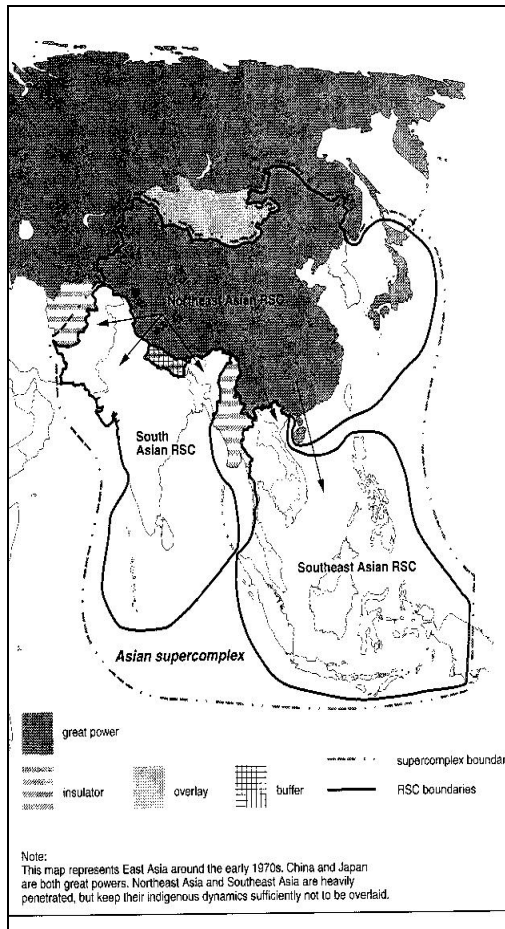 Northeast Asian RSC
South
Asian RSC
Southeast Asian RSC
Asian supercomplex
great power
insulator
overlay
buffer
supercomplex boundar
RSC boundaries
Note:
This map represents East Asia around the early 1970s. China and Japan
are both great powers. Northeast Asia and Southeast Asia are heavily
penetrated, but keep their indigenous dynamics sufficiently not to be overlaid.